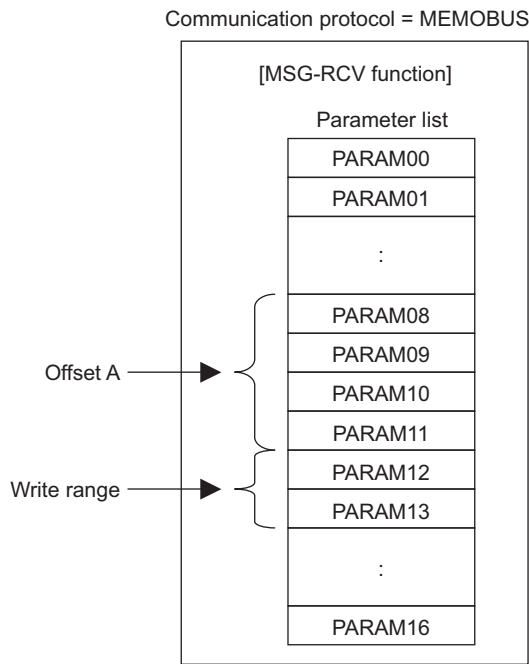 Communication protocol = MEMOBUS
[MSG-RCV function]
Parameter list
PARAM00
PARAM01
:
PARAM08
PARAM09
Offset A
PARAM10
PARAM11
PARAM12
Write range
PARAM13
:
PARAM16